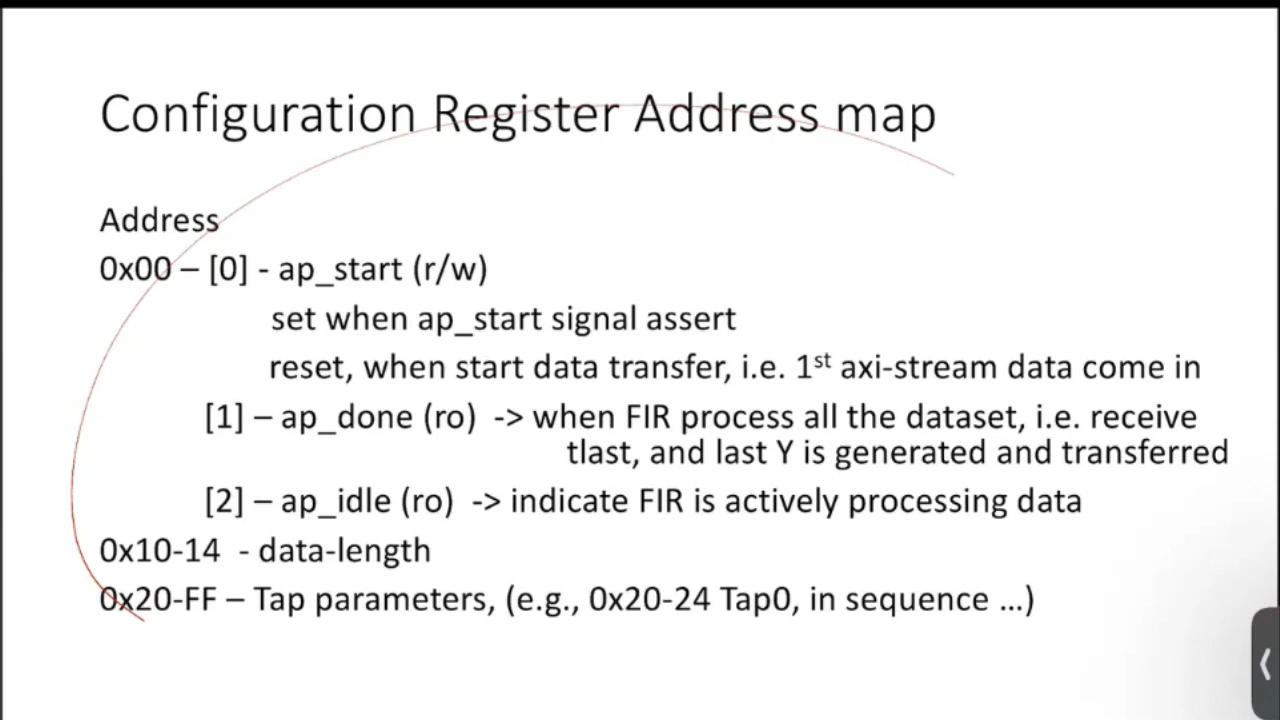 Configuration Register Address map
Address
0x00 – [0] - ap_start (r/w)
set when ap_start signal assert
reset, when start data transfer, i.e. 1st axi-stream data come in
[1] – ap_done (ro) -> when FIR process all the dataset, i.e. receive
tlast, and last Y is generated and transferred
[2] – ap_idle (ro) -> indicate FIR is actively processing data
0x10-14 - data-length
0x20-FF – Tap parameters, (e.g., 0x20-24 Tap0, in sequence ...)